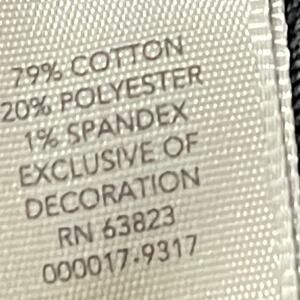 79% COTTON
20% POLYESTER
1% SPANDEX
EXCLUSIVE OF
DECORATION
RN 63823
000017-9317